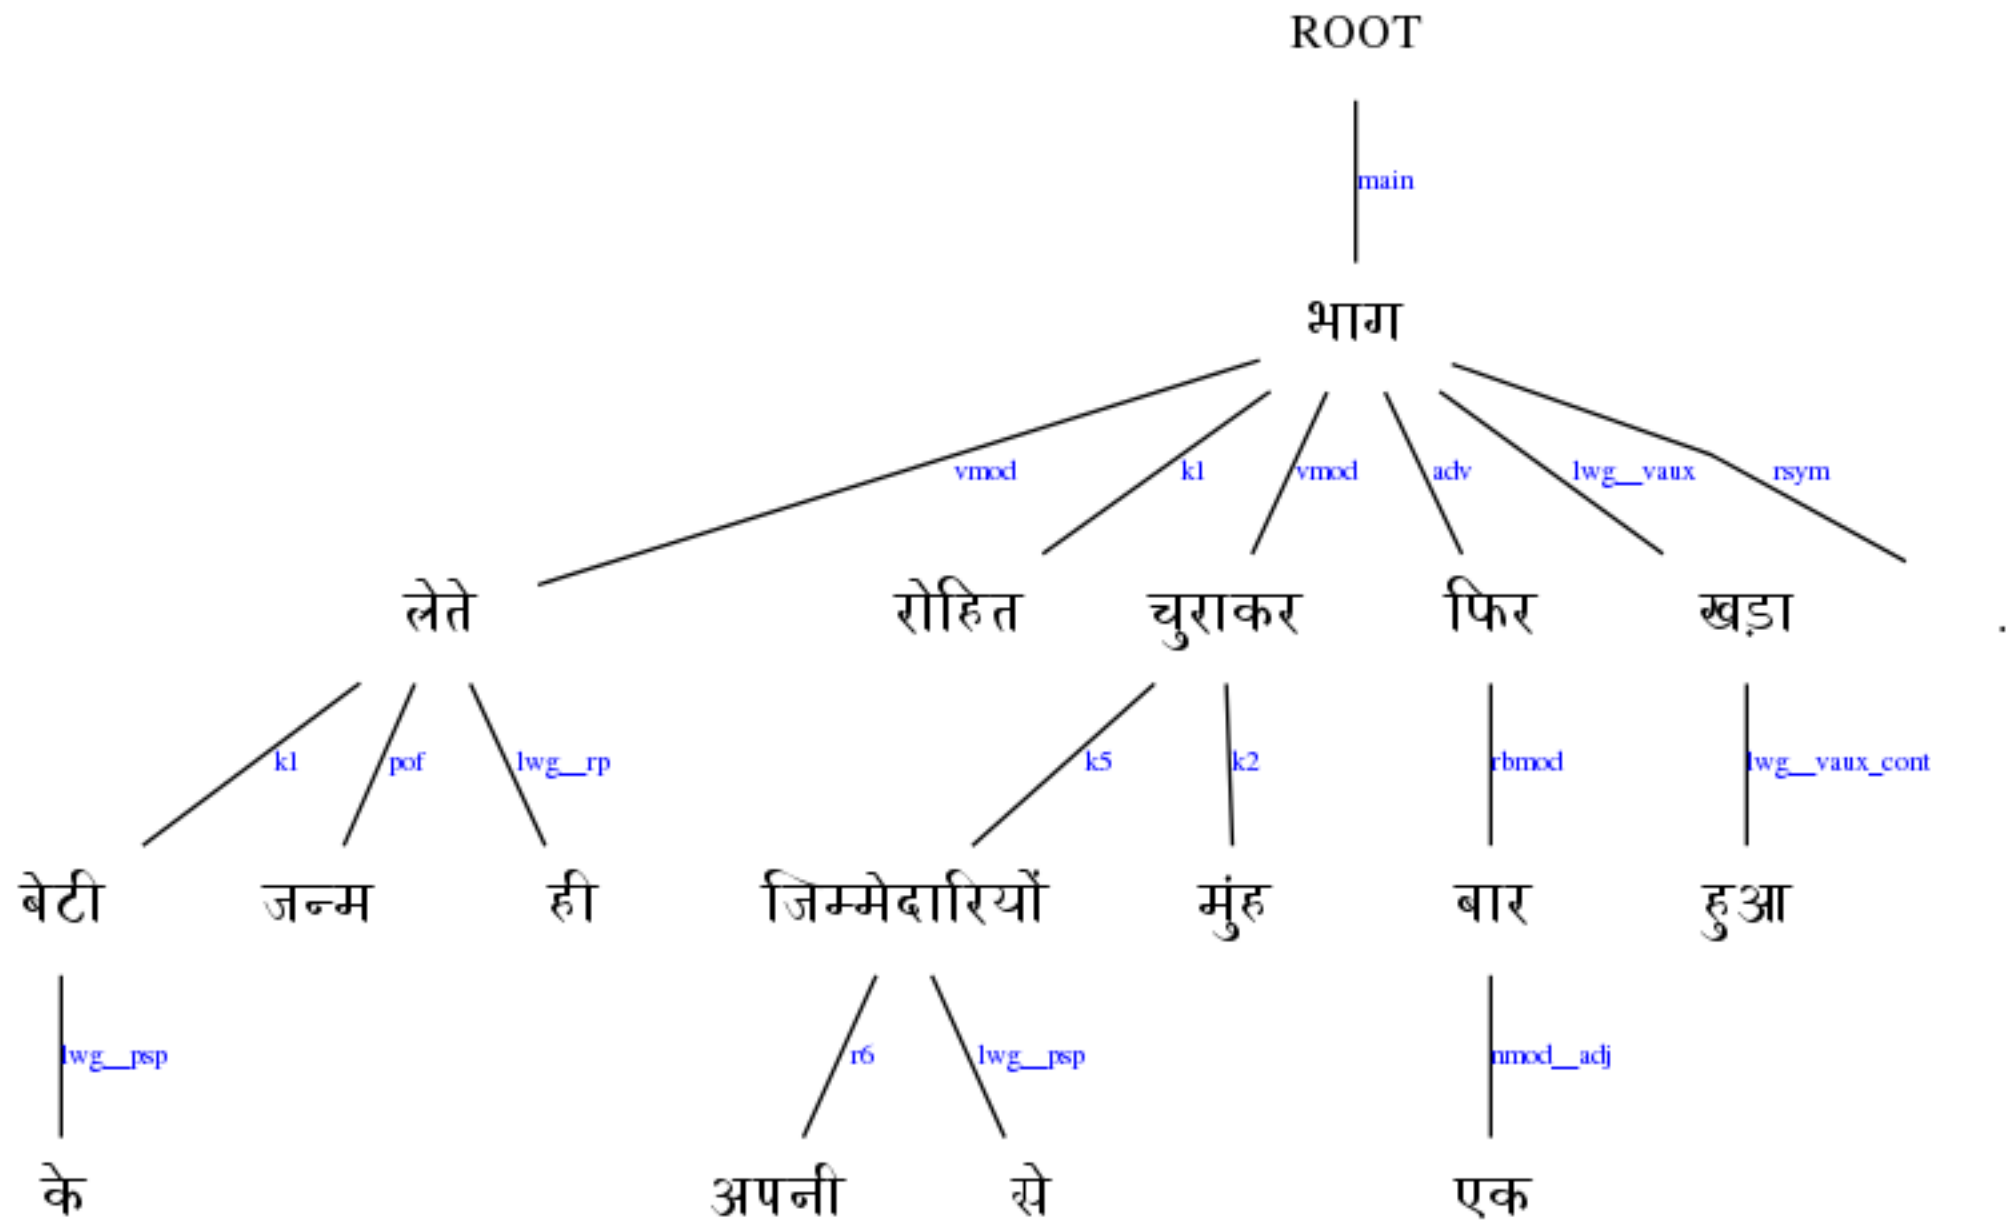 ROOT
main
भाग
vmod k1 vmod adv lwg__vaux rsym
लेते रोहित चुराकर फिर खड़ा .
k1 pof lwg__rp k5 k2 rbmod lwg__vaux_cont
बेटी जन्म ही जिम्मेदारियों मुंह बार हुआ
lwg__psp r6 lwg__psp nmod__adj
के अपनी से एक